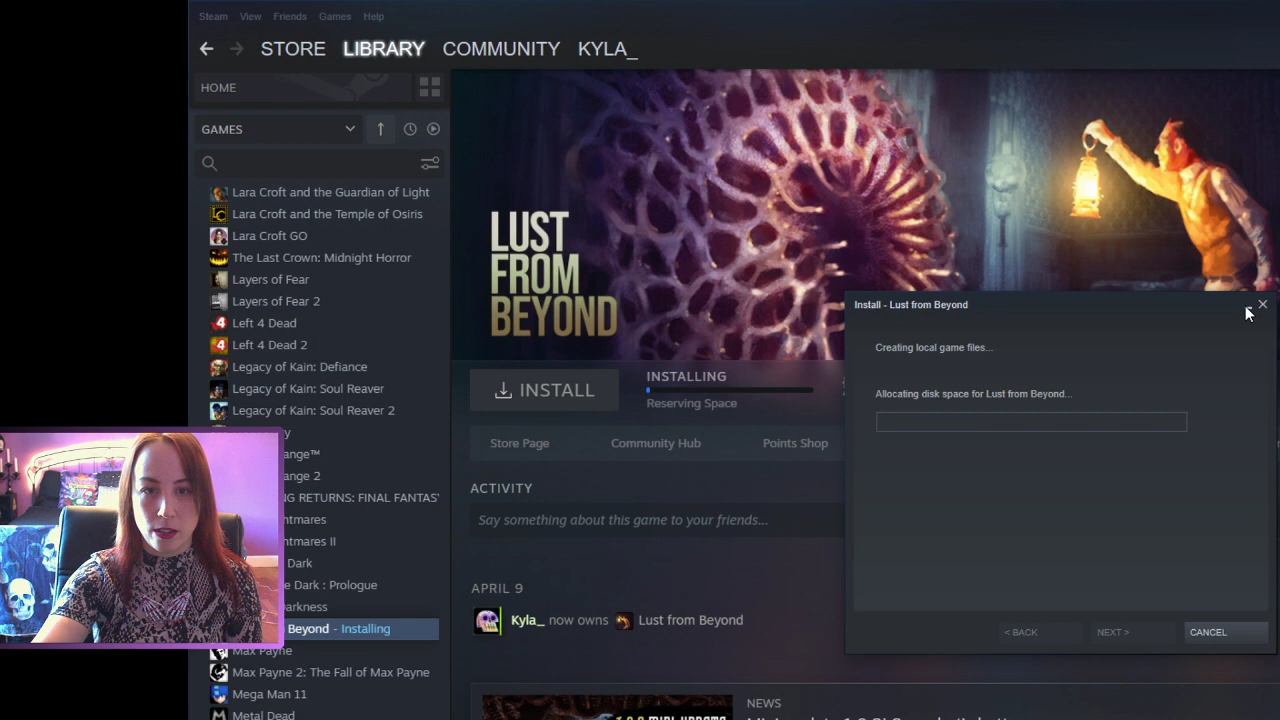 Steam View Friends Games Help
STORE LIBRARY COMMUNITY KYLA_
HOME
GAMES
Lara Croft and the Guardian of Light
Lara Croft and the Temple of Osiris
Lara Croft GO
The Last Crown: Midnight Horror
Layers of Fear
Layers of Fear 2
Left 4 Dead
Left 4 Dead 2
Legacy of Kain: Defiance
Legacy of Kain: Soul Reaver
Legacy of Kain: Soul Reaver 2
y
ange™
ange 2
NG RETURNS: FINAL FANTASY
htmares
htmares II
Dark
e Dark : Prologue
Darkness
Beyond - Installing
Max Payne
Max Payne 2: The Fall of Max Payne
Mega Man 11
Metal Dead
LUST
FROM
BEYOND
INSTALL
INSTALLING
Reserving Space
Store Page Community Hub Points Shop
ACTIVITY
Say something about this game to your friends...
APRIL 9
Kyla_ now owns Lust from Beyond
NEWS
Install - Lust from Beyond
Creating local game files...
Allocating disk space for Lust from Beyond...
< BACK NEXT > CANCEL